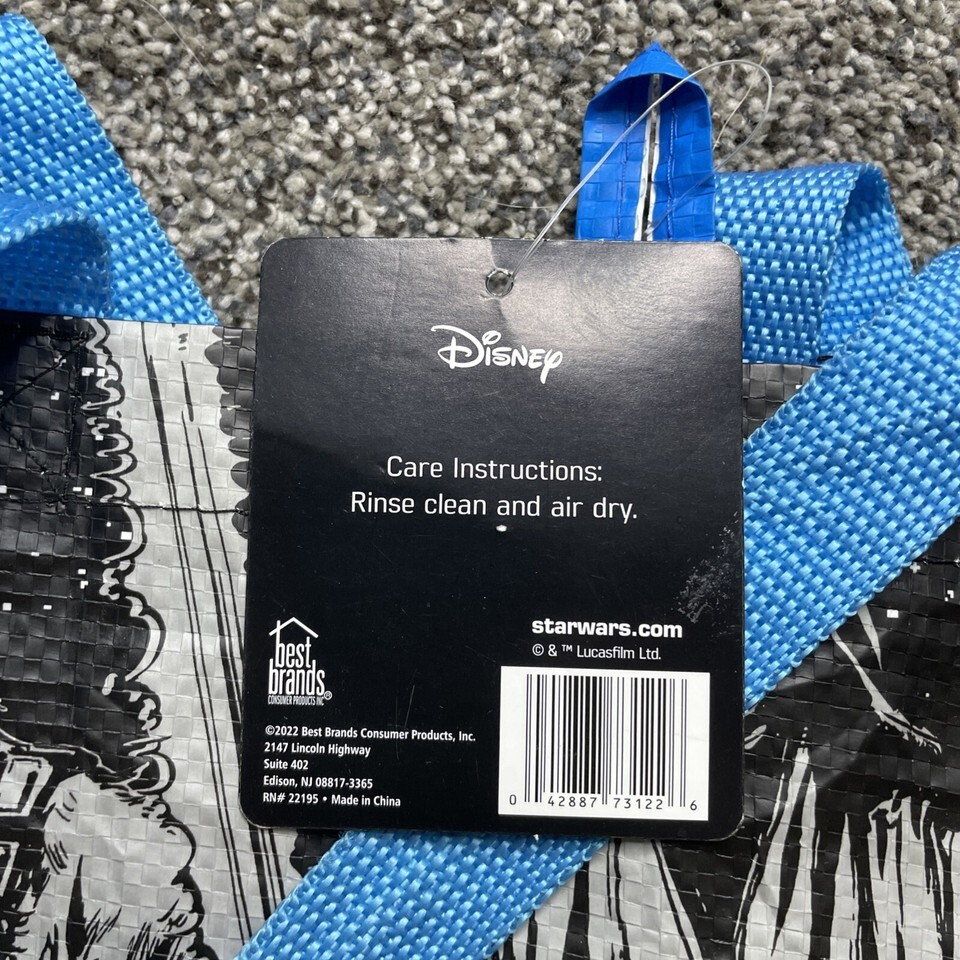 Disney
Care Instructions:
Rinse clean and air dry.
best
brands®
CONSUMER PRODUCTS INC
starwars.com
© & ™ Lucasfilm Ltd.
©2022 Best Brands Consumer Products, Inc.
2147 Lincoln Highway
Suite 402
Edison, NJ 08817-3365
RN# 22195 • Made in China
0 42887 73122 6